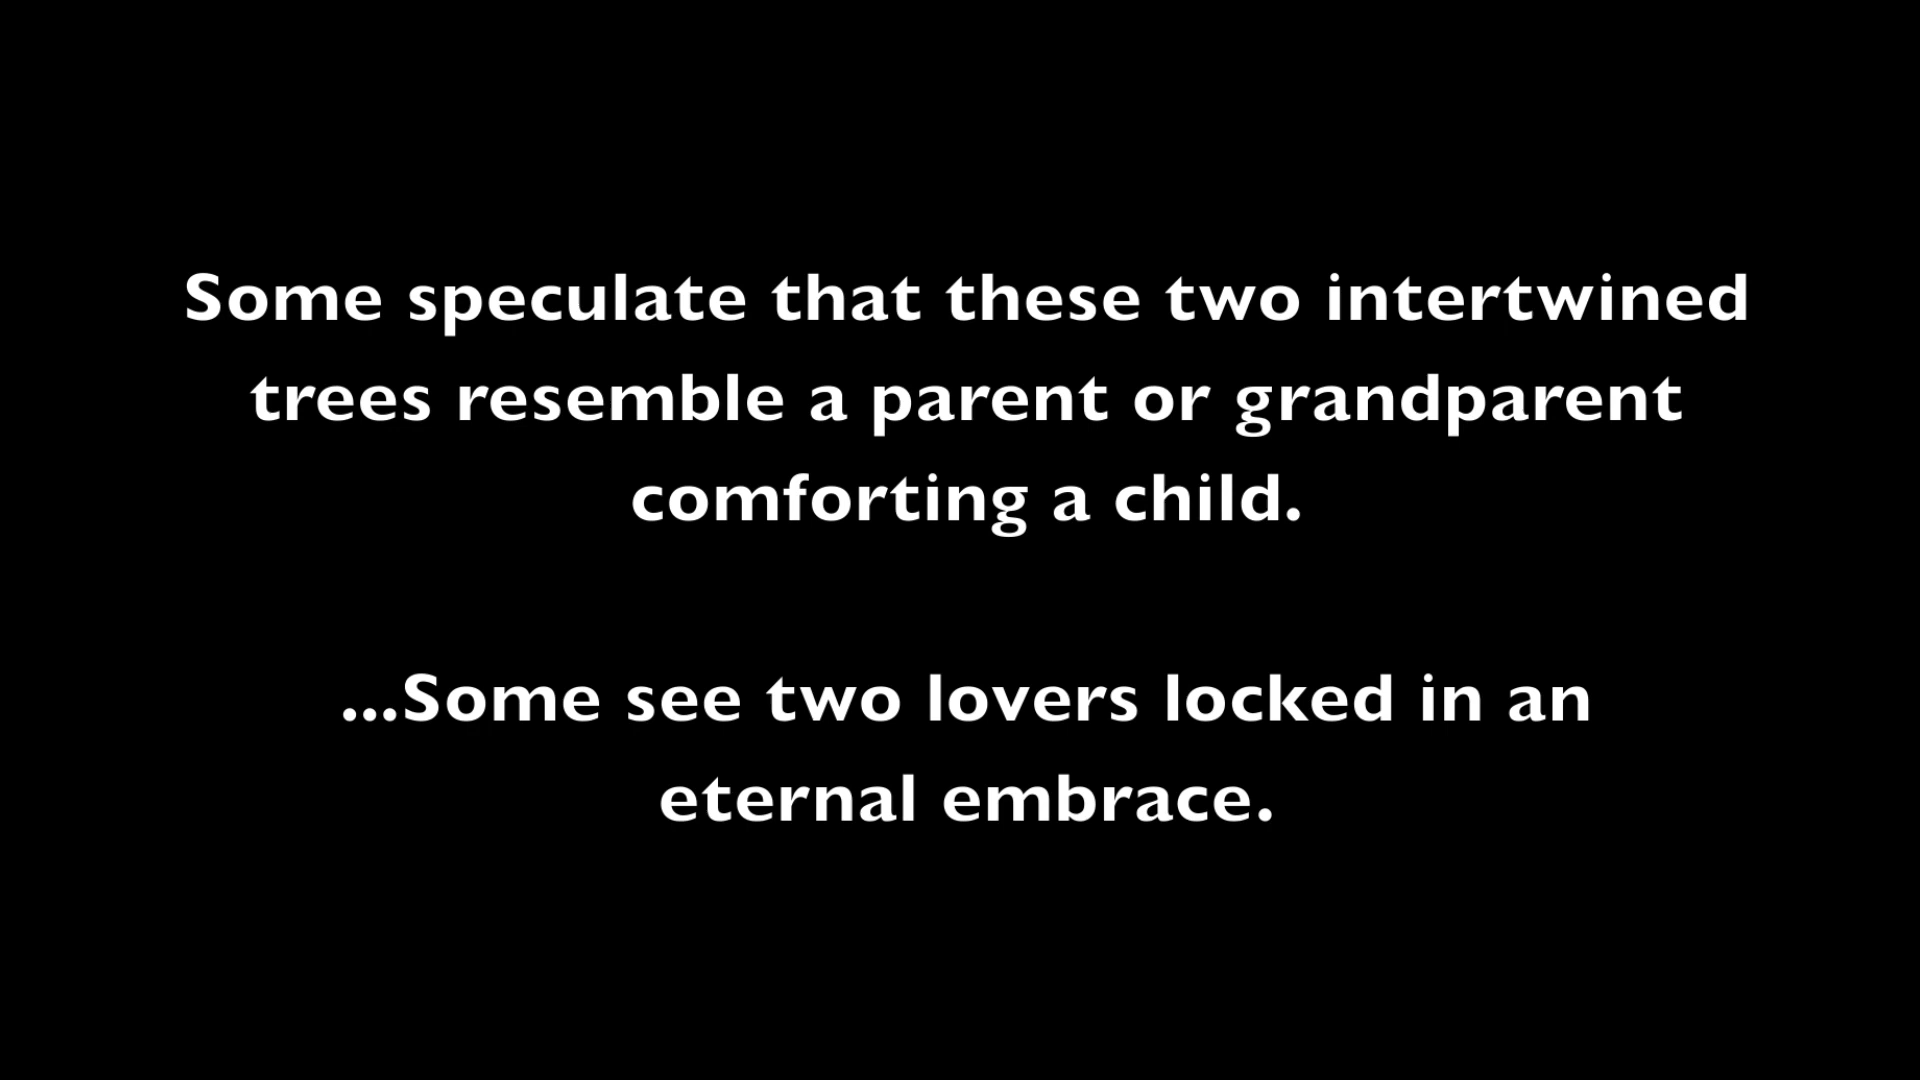 Some speculate that these two intertwined
trees resemble a parent or grandparent
comforting a child.
...Some see two lovers locked in an
eternal embrace.